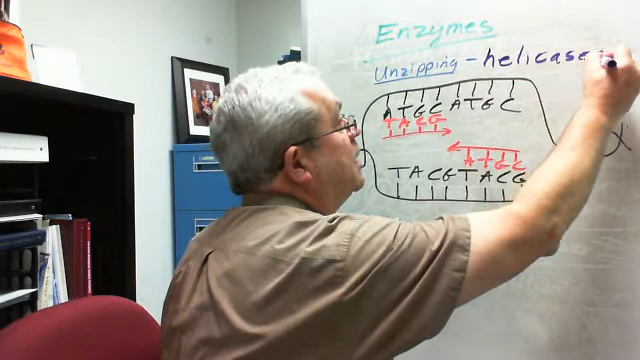 Enzymes
Unzipping - helicase
ATGCATGC
TACG
ATGC
TACGTACG